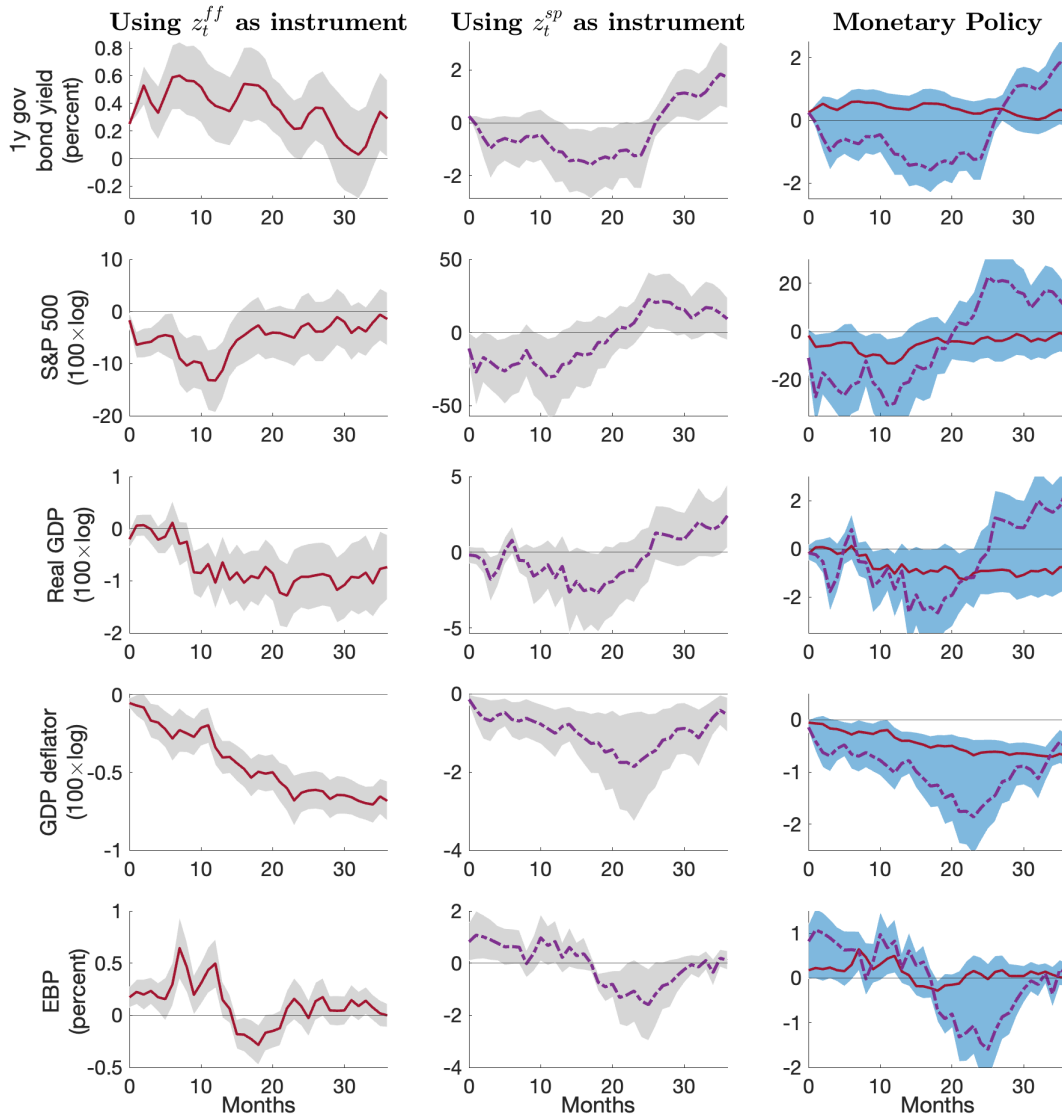 Using z_t^{ff} as instrument
Using z_t^{sp} as instrument
Monetary Policy
1y gov
bond yield
(percent)
0.8
0.6
0.4
0.2
0
-0.2
0 10 20 30
2
0
-2
0 10 20 30
2
0
-2
0 10 20 30
S&P 500
(100×log)
10
0
-10
-20
0 10 20 30
50
0
-50
0 10 20 30
20
0
-20
0 10 20 30
Real GDP
(100×log)
1
0
-1
-2
0 10 20 30
5
0
-5
0 10 20 30
2
0
-2
0 10 20 30
GDP deflator
(100×log)
0
-0.5
-1
0 10 20 30
0
-2
-4
0 10 20 30
0
-1
-2
0 10 20 30
EBP
(percent)
1
0.5
0
-0.5
0 10 20 30
Months
2
0
-2
-4
0 10 20 30
Months
1
0
-1
-2
0 10 20 30
Months